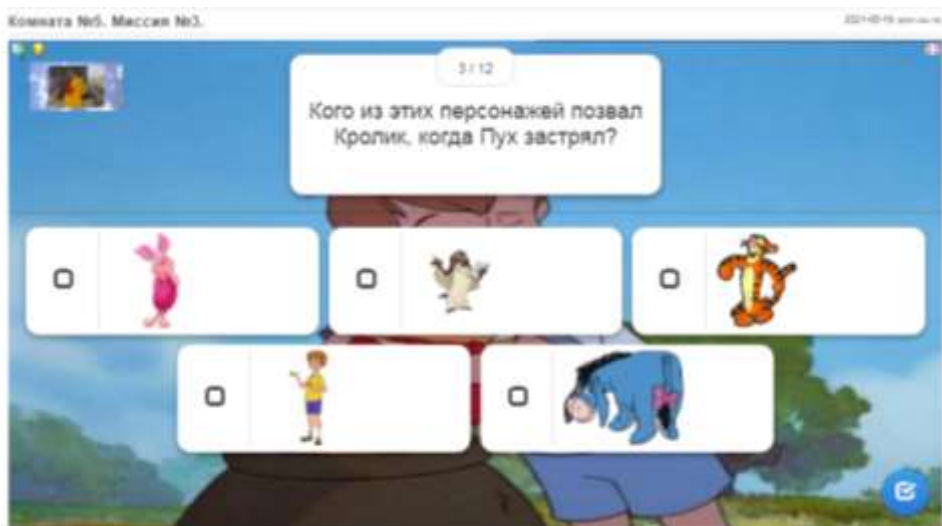 Комната №5. Миссия №3.
3 / 12
Кого из этих персонажей позвал
Кролик, когда Пух застрял?